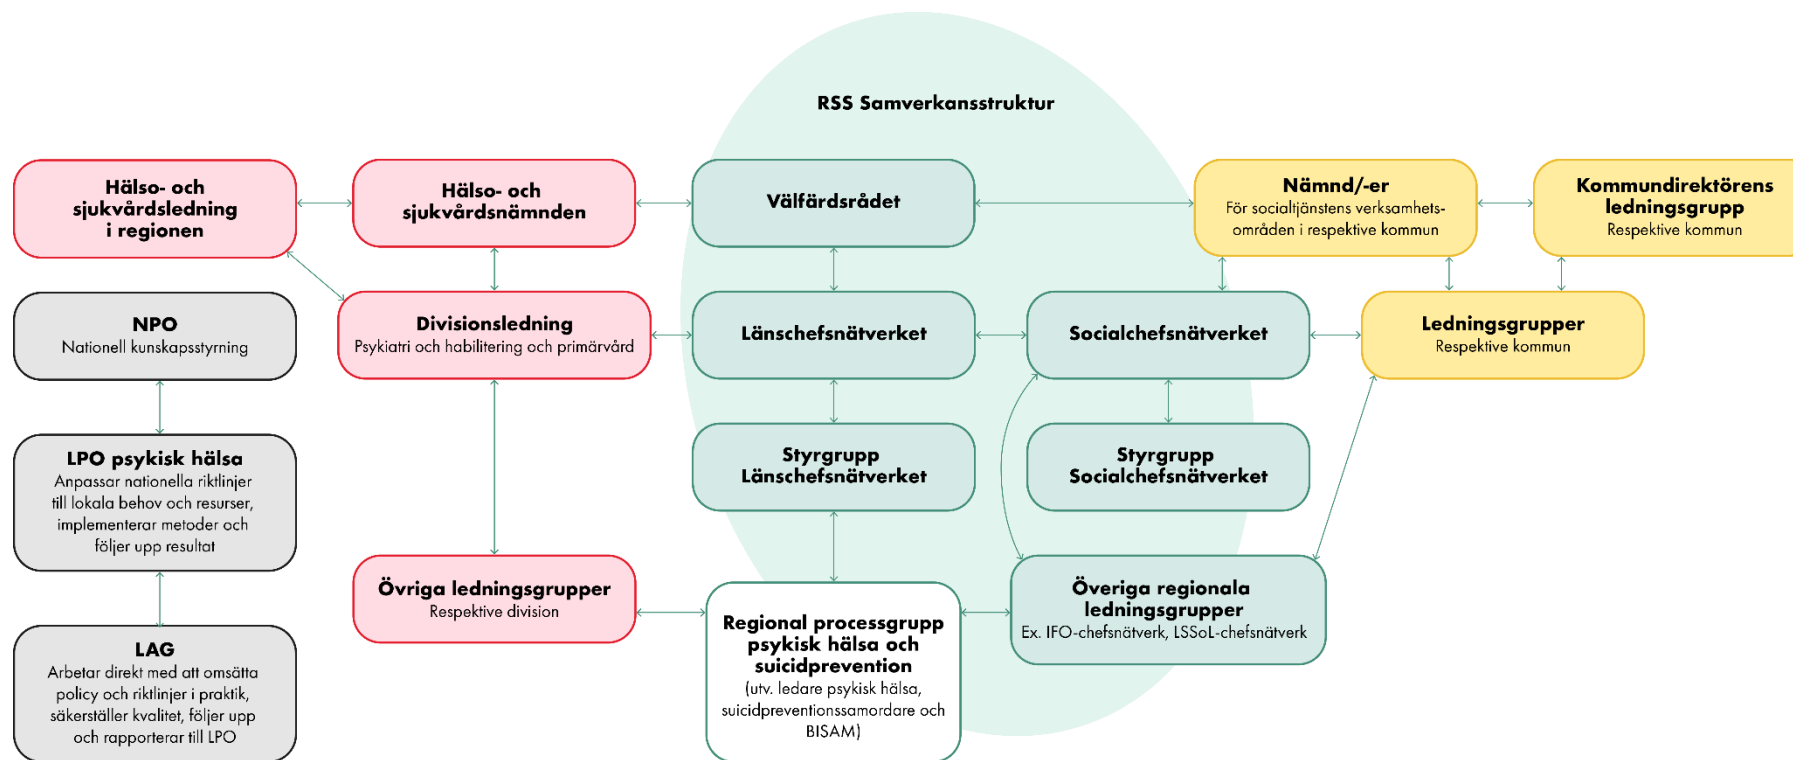 RSS Samverkansstruktur
Hälso- och
sjukvårdsledning
i regionen
Hälso- och
sjukvårdsnämnden
Välfärdsrådet
Nämnd/-er
För socialtjänstens verksamhets-
områden i respektive kommun
Kommundirektörens
ledningsgrupp
Respektive kommun
NPO
Nationell kunskapsstyrning
Divisionsledning
Psykiatri och habilitering och primärvård
Länschefsnätverket
Socialchefsnätverket
Ledningsgrupper
Respektive kommun
LPO psykisk hälsa
Anpassar nationella riktlinjer
till lokala behov och resurser,
implementerar metoder och
följer upp resultat
Styrgrupp
Länschefsnätverket
Styrgrupp
Socialchefsnätverket
LAG
Arbetar direkt med att omsätta
policy och riktlinjer i praktik,
säkerställer kvalitet, följer upp
och rapporterar till LPO
Övriga ledningsgrupper
Respektive division
Regional processgrupp
psykisk hälsa och
suicidprevention
(utv. ledare psykisk hälsa,
suicidpreventionssamordare och
BISAM)
Överiga regionala
ledningsgrupper
Ex. IFO-chefsnätverk, LSSoL-chefsnätverk